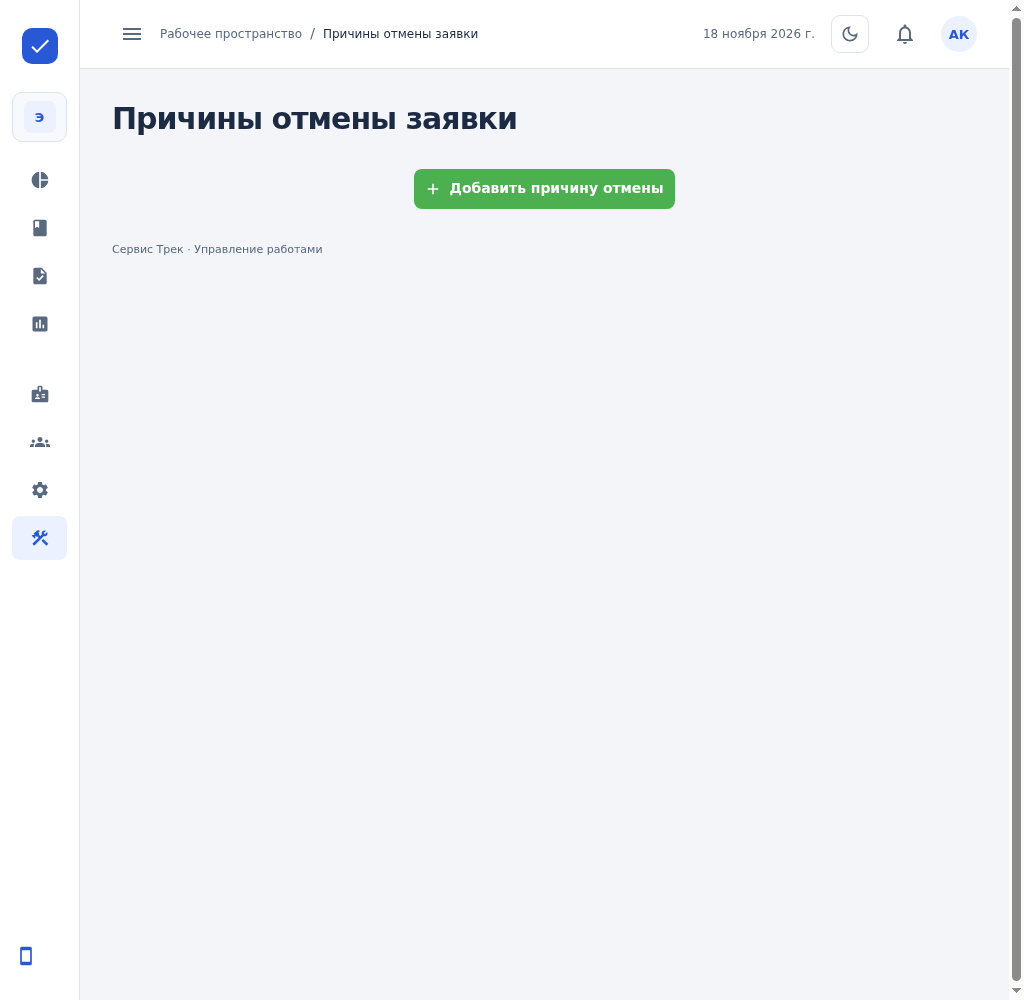 Рабочее пространство / Причины отмены заявки
18 ноября 2026 г.
АК
Э
Причины отмены заявки
+ Добавить причину отмены
Сервис Трек · Управление работами